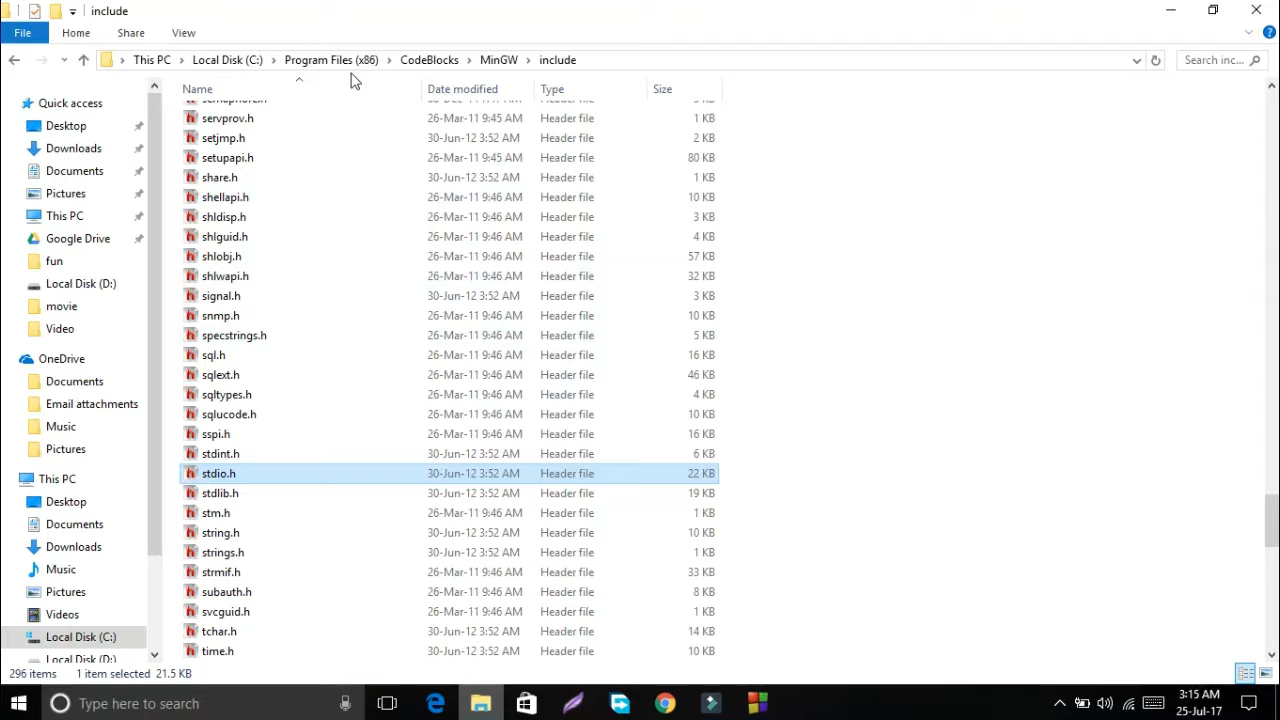 include
File Home Share View
This PC Local Disk (C:) Program Files (x86) CodeBlocks MinGW include Search inc...
Name Date modified Type Size
servprov.h 26-Mar-11 9:45 AM Header file 1 KB
setjmp.h 30-Jun-12 3:52 AM Header file 2 KB
setupapi.h 26-Mar-11 9:45 AM Header file 80 KB
share.h 30-Jun-12 3:52 AM Header file 1 KB
shellapi.h 26-Mar-11 9:46 AM Header file 10 KB
shldisp.h 26-Mar-11 9:46 AM Header file 3 KB
shlguid.h 26-Mar-11 9:46 AM Header file 4 KB
shlobj.h 26-Mar-11 9:46 AM Header file 57 KB
shlwapi.h 26-Mar-11 9:46 AM Header file 32 KB
signal.h 30-Jun-12 3:52 AM Header file 3 KB
snmp.h 26-Mar-11 9:46 AM Header file 10 KB
specstrings.h 26-Mar-11 9:46 AM Header file 5 KB
sql.h 26-Mar-11 9:46 AM Header file 16 KB
sqlext.h 26-Mar-11 9:46 AM Header file 46 KB
sqltypes.h 26-Mar-11 9:46 AM Header file 4 KB
sqlucode.h 26-Mar-11 9:46 AM Header file 10 KB
sspi.h 26-Mar-11 9:46 AM Header file 16 KB
stdint.h 30-Jun-12 3:52 AM Header file 6 KB
stdio.h 30-Jun-12 3:52 AM Header file 22 KB
stdlib.h 30-Jun-12 3:52 AM Header file 19 KB
stm.h 26-Mar-11 9:46 AM Header file 1 KB
string.h 30-Jun-12 3:52 AM Header file 10 KB
strings.h 30-Jun-12 3:52 AM Header file 1 KB
strmif.h 26-Mar-11 9:46 AM Header file 33 KB
subauth.h 26-Mar-11 9:46 AM Header file 8 KB
svcguid.h 26-Mar-11 9:46 AM Header file 1 KB
tchar.h 30-Jun-12 3:52 AM Header file 14 KB
time.h 30-Jun-12 3:52 AM Header file 10 KB
Quick access
Desktop
Downloads
Documents
Pictures
This PC
Google Drive
fun
Local Disk (D:)
movie
Video
OneDrive
Documents
Email attachments
Music
Pictures
This PC
Desktop
Documents
Downloads
Music
Pictures
Videos
Local Disk (C:)
Local Disk (D:)
296 items 1 item selected 21.5 KB
Type here to search
3:15 AM
25-Jul-17